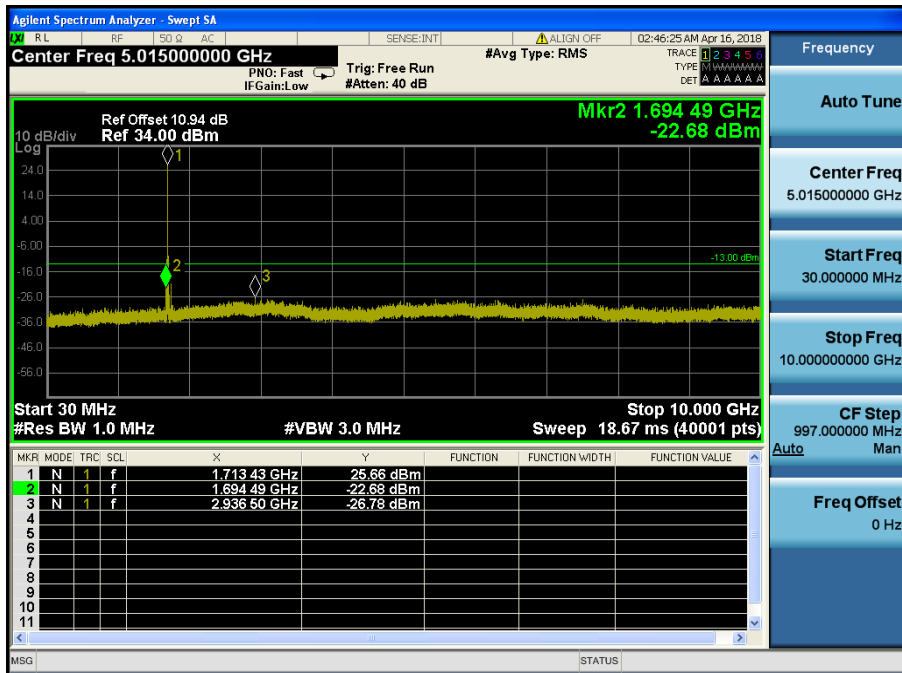 Agilent Spectrum Analyzer - Swept SA
LXI RL RF 50 Ω AC SENSE:INT ALIGN OFF 02:46:25 AM Apr 16, 2018
Center Freq 5.015000000 GHz
#Avg Type: RMS
TRACE 1 2 3 4 5 6
PNO: Fast Trig: Free Run
TYPE M W W W W W
IFGain:Low #Atten: 40 dB
DET A A A A A A
Ref Offset 10.94 dB
10 dB/div Ref 34.00 dBm
Mkr2 1.694 49 GHz
-22.68 dBm
Log
1
24.0
14.0
4.00
-6.00
-13.00 dBm
2
-16.0
3
-26.0
-36.0
-46.0
-56.0
Start 30 MHz Stop 10.000 GHz
#Res BW 1.0 MHz #VBW 3.0 MHz Sweep 18.67 ms (40001 pts)
MKR MODE TRC SCL X Y FUNCTION FUNCTION WIDTH FUNCTION VALUE
1 N 1 f 1.713 43 GHz 25.66 dBm
2 N 1 f 1.694 49 GHz -22.68 dBm
3 N 1 f 2.936 50 GHz -26.78 dBm
4
5
6
7
8
9
10
11
MSG STATUS
Frequency
Auto Tune
Center Freq
5.015000000 GHz
Start Freq
30.000000 MHz
Stop Freq
10.000000000 GHz
CF Step
997.000000 MHz
Auto Man
Freq Offset
0 Hz